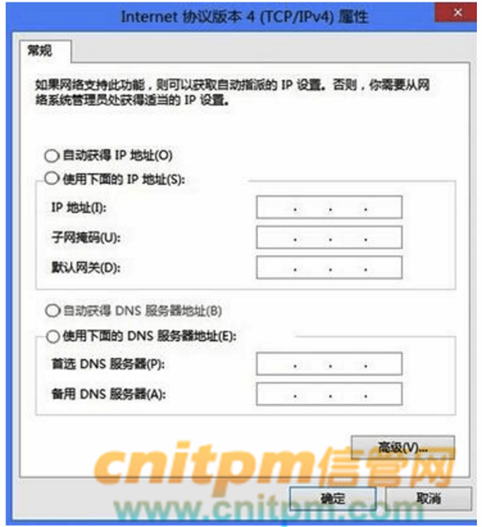 Internet 协议版本 4 (TCP/IPv4) 属性
常规
如果网络支持此功能，则可以获取自动指派的 IP 设置。否则，你需要从网
络系统管理员处获得适当的 IP 设置。
自动获得 IP 地址(O)
使用下面的 IP 地址(S):
IP 地址(I):
子网掩码(U):
默认网关(D):
自动获得 DNS 服务器地址(B)
使用下面的 DNS 服务器地址(E):
首选 DNS 服务器(P):
备用 DNS 服务器(A):
高级(V)...
cnitpm信管网
www.cnitpm.com
确定
取消